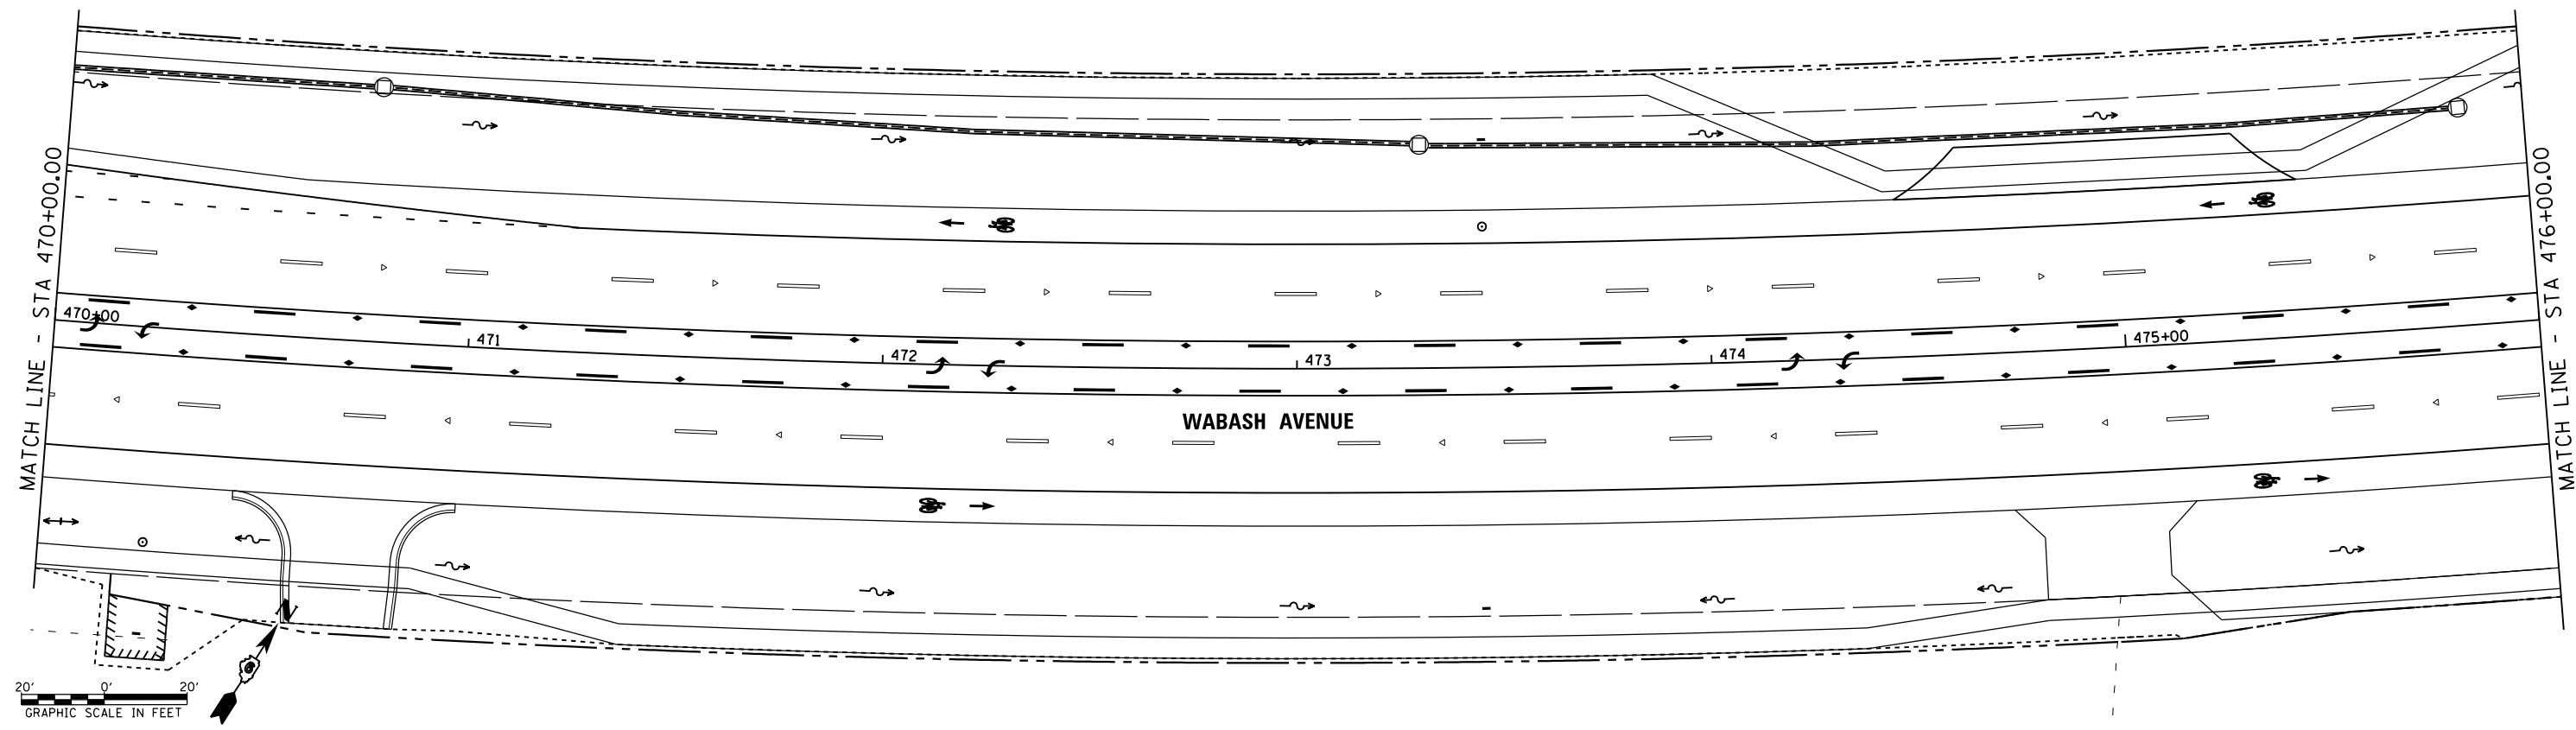 MATCH LINE - STA 470+00.00
470+00
471
472
473
474
475+00
MATCH LINE - STA 476+00.00
WABASH AVENUE
20' 0' 20'
GRAPHIC SCALE IN FEET